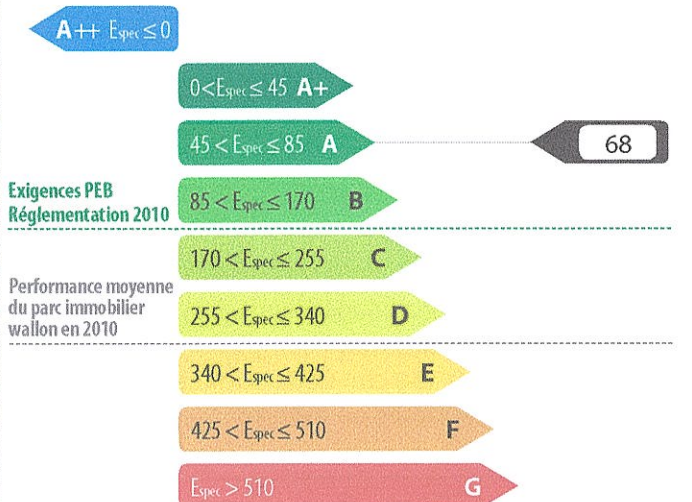 A++ Espec ≤ 0
0 < Espec ≤ 45 A+
45 < Espec ≤ 85 A
68
Exigences PEB
Réglementation 2010
85 < Espec ≤ 170 B
170 < Espec ≤ 255 C
Performance moyenne
du parc immobilier
wallon en 2010
255 < Espec ≤ 340 D
340 < Espec ≤ 425 E
425 < Espec ≤ 510 F
Espec > 510 G